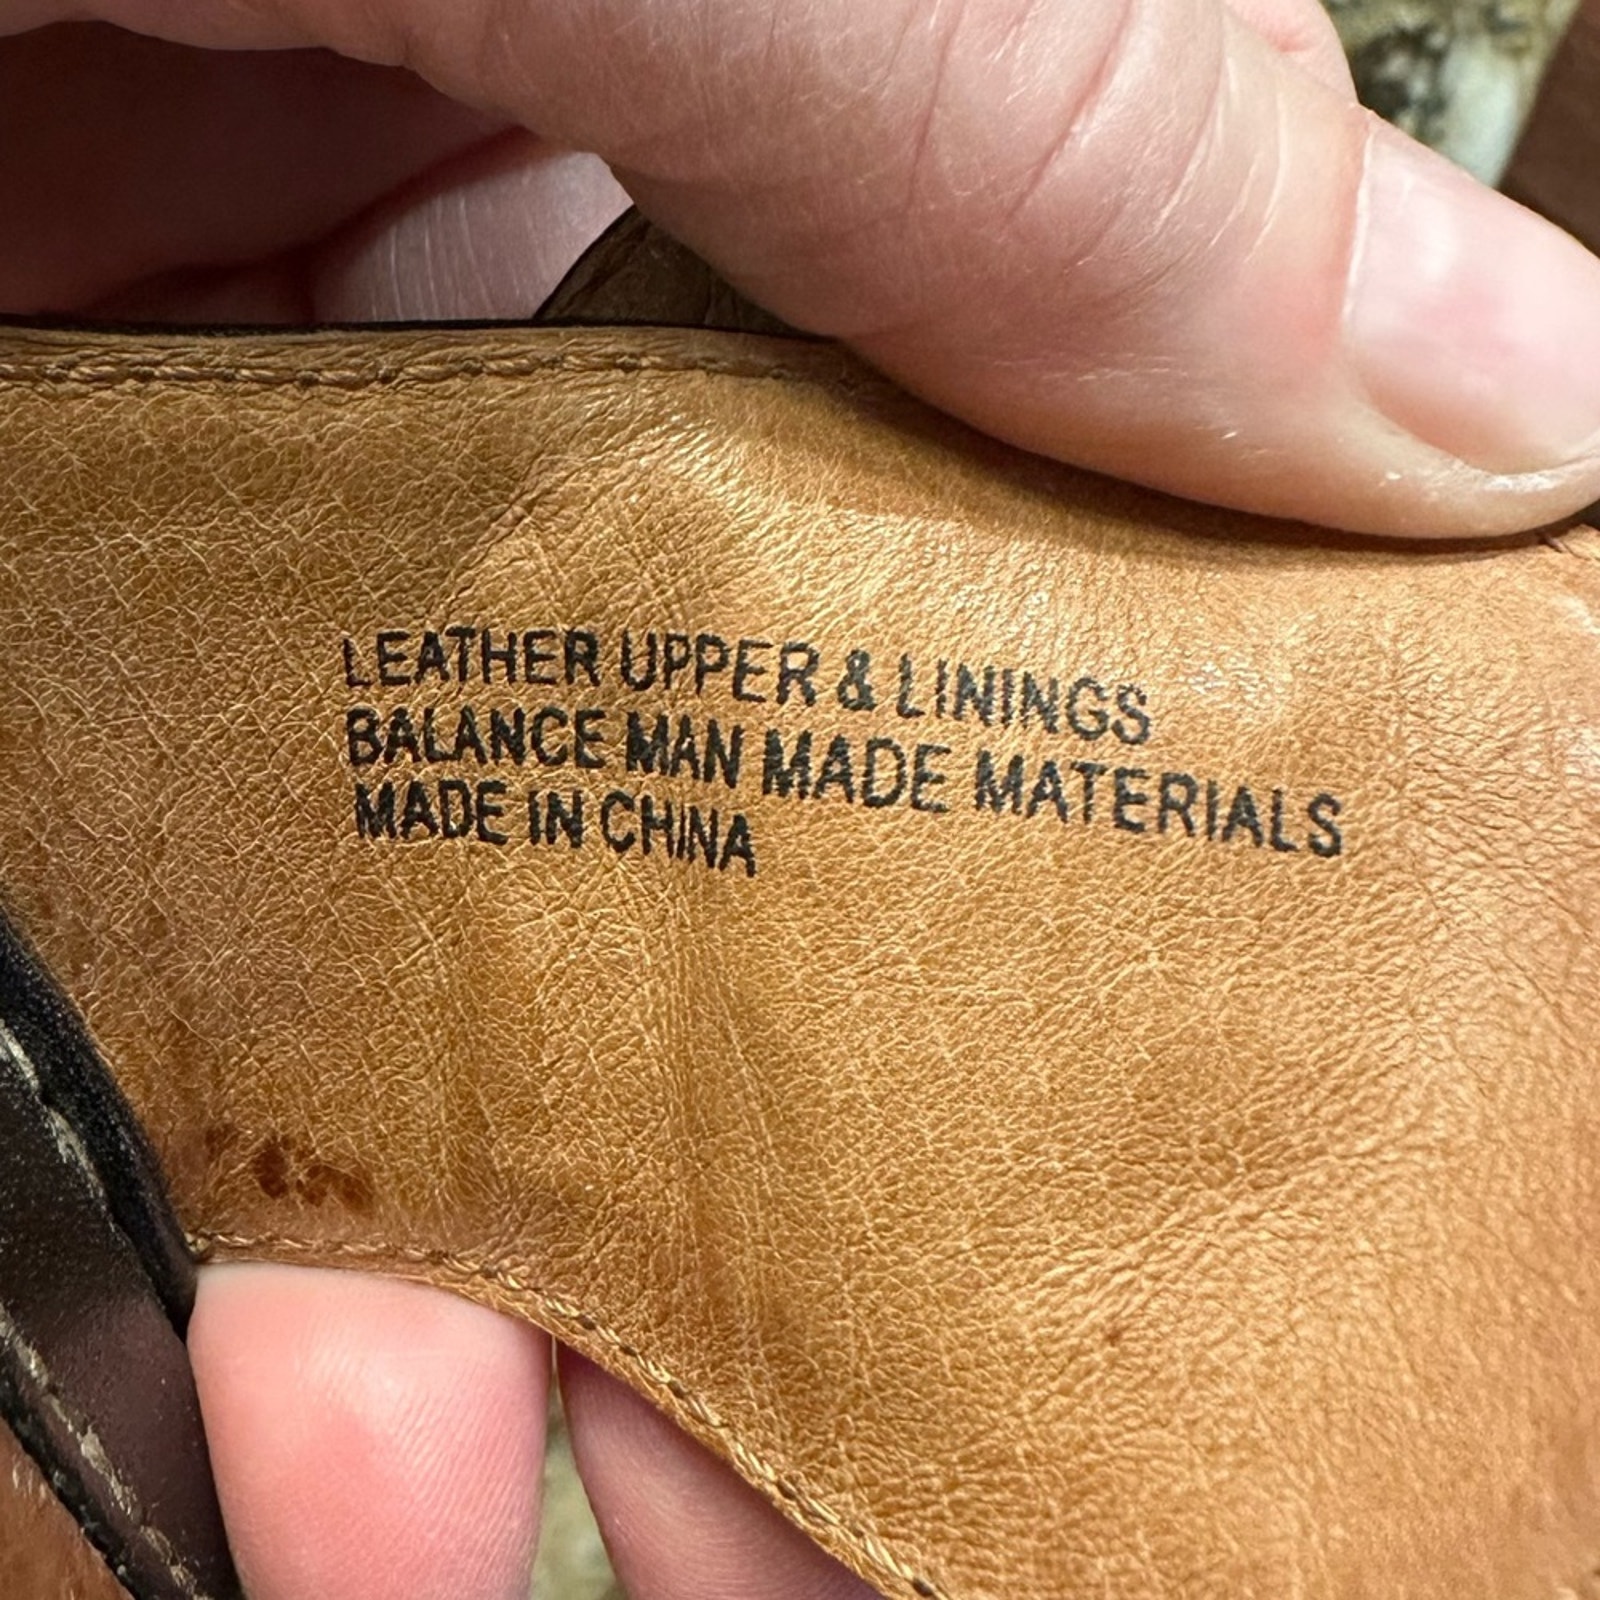 LEATHER UPPER & LININGS
BALANCE MAN MADE MATERIALS
MADE IN CHINA